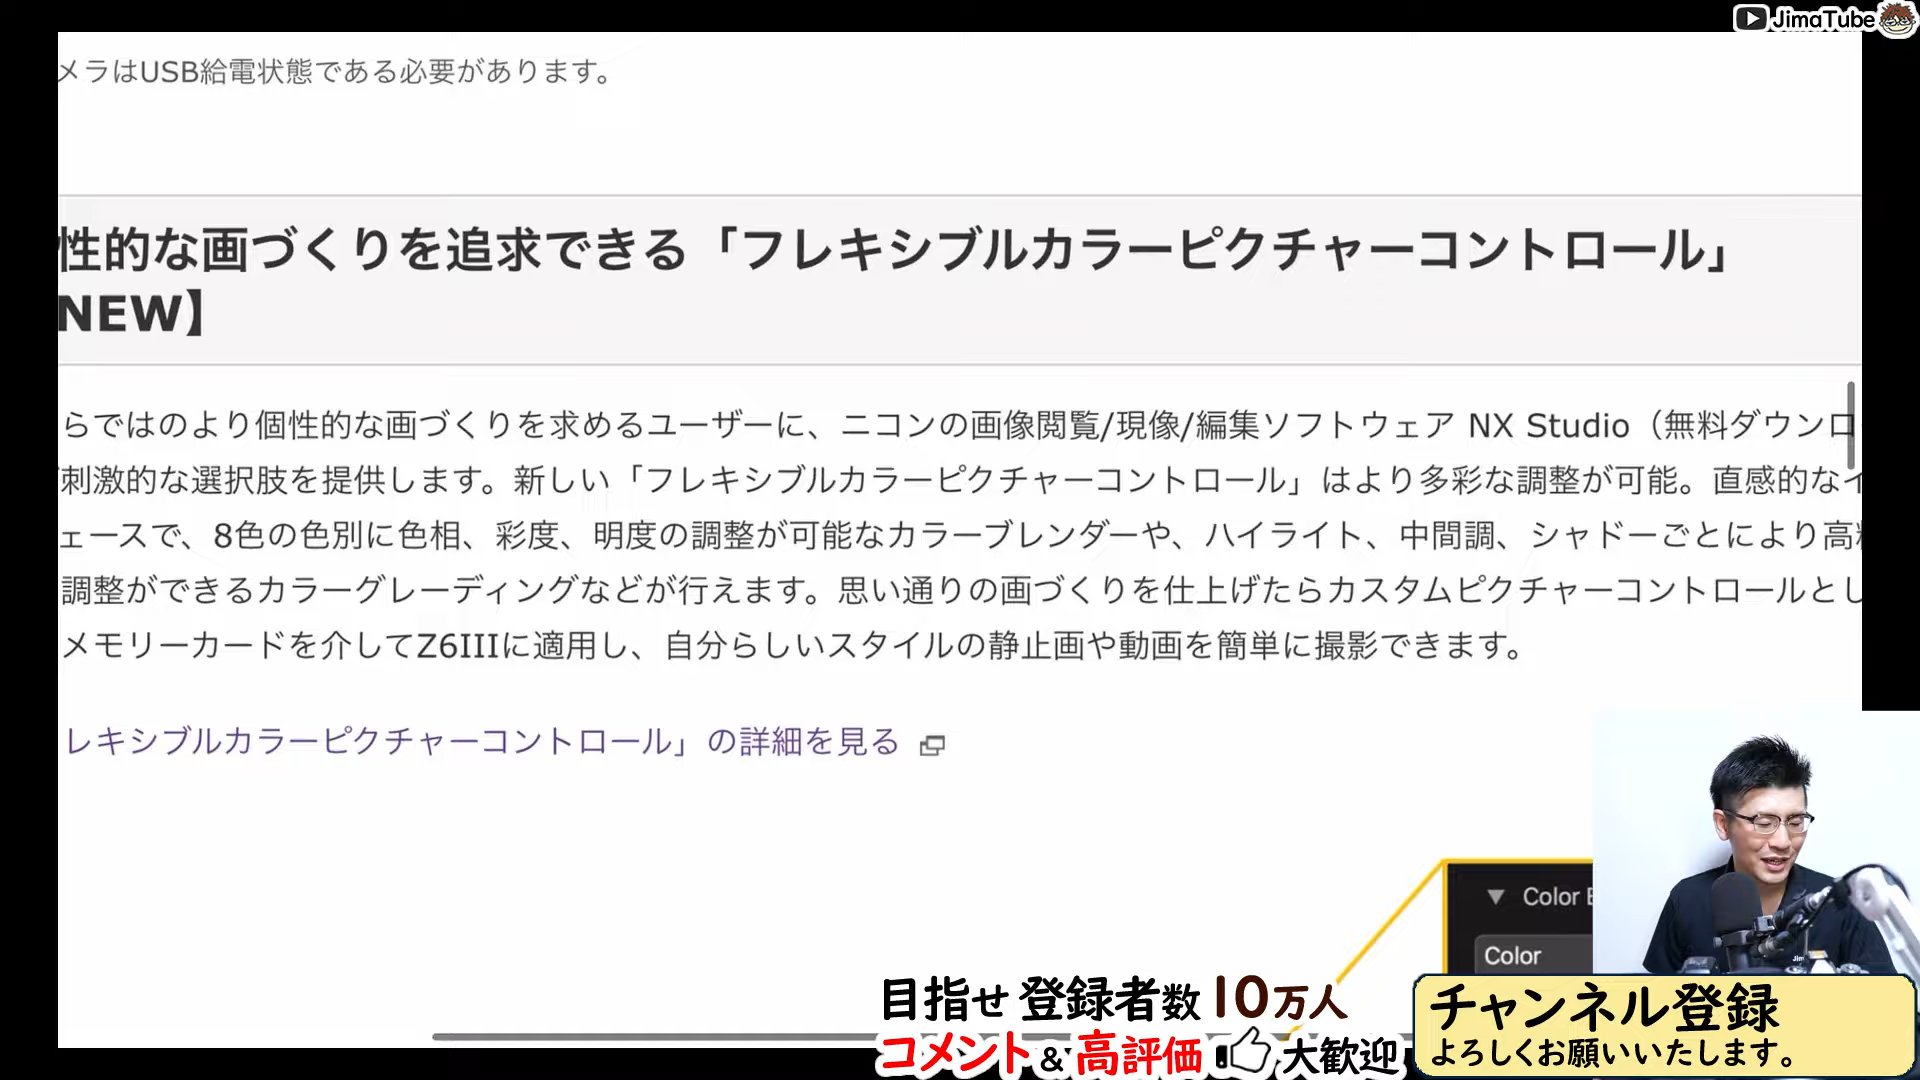 JimaTube
メラはUSB給電状態である必要があります。
性的な画づくりを追求できる「フレキシブルカラーピクチャーコントロール」
NEW】
らではのより個性的な画づくりを求めるユーザーに、ニコンの画像閲覧/現像/編集ソフトウェア NX Studio（無料ダウンロ
刺激的な選択肢を提供します。新しい「フレキシブルカラーピクチャーコントロール」はより多彩な調整が可能。直感的なイ
ェースで、8色の色別に色相、彩度、明度の調整が可能なカラーブレンダーや、ハイライト、中間調、シャドーごとにより高精
調整ができるカラーグレーディングなどが行えます。思い通りの画づくりを仕上げたらカスタムピクチャーコントロールとし
メモリーカードを介してZ6IIIに適用し、自分らしいスタイルの静止画や動画を簡単に撮影できます。
レキシブルカラーピクチャーコントロール」の詳細を見る
Color
Color
目指せ 登録者数 10万人
コメント & 高評価 大歓迎
チャンネル登録
よろしくお願いいたします。